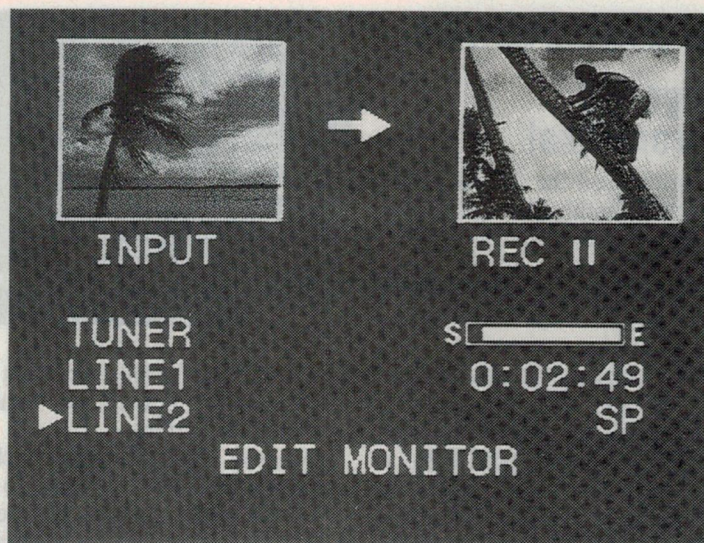 INPUT
REC II
TUNER
LINE1
▶LINE2
S E
0:02:49
SP
EDIT MONITOR